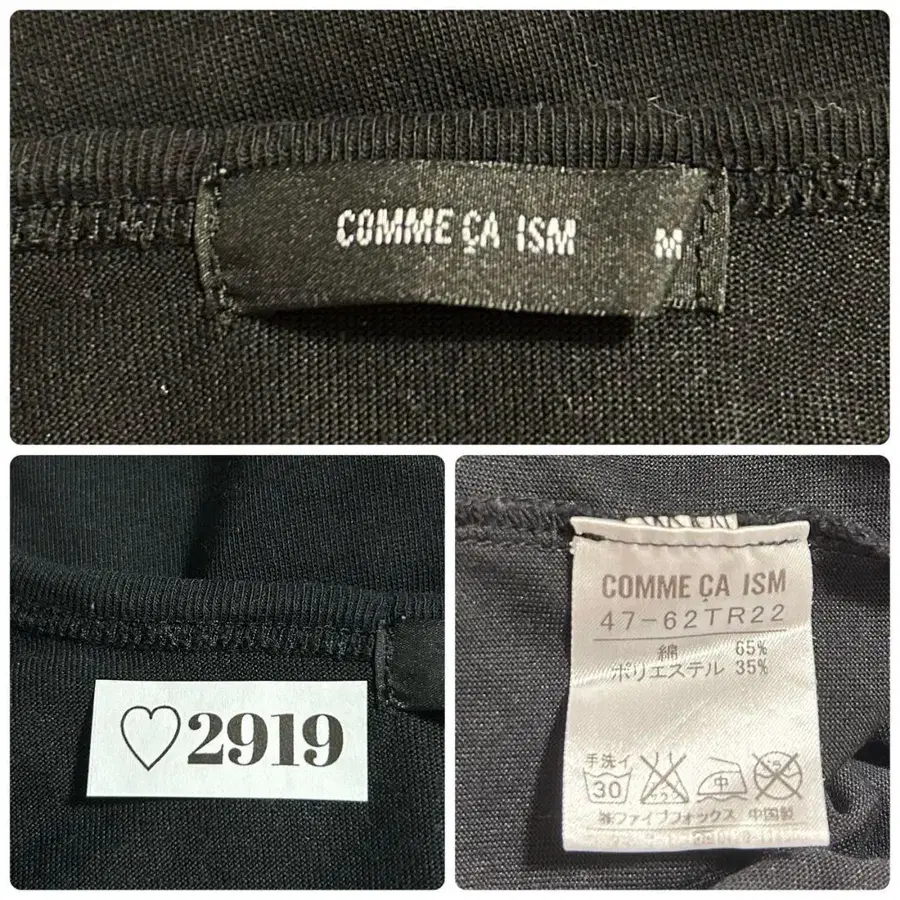 COMME ÇA ISM M
♡2919
COMME ÇA ISM
47-62TR22
綿 65%
ポリエステル 35%
手洗イ
30
中
㈱ファイブフォックス 中国製